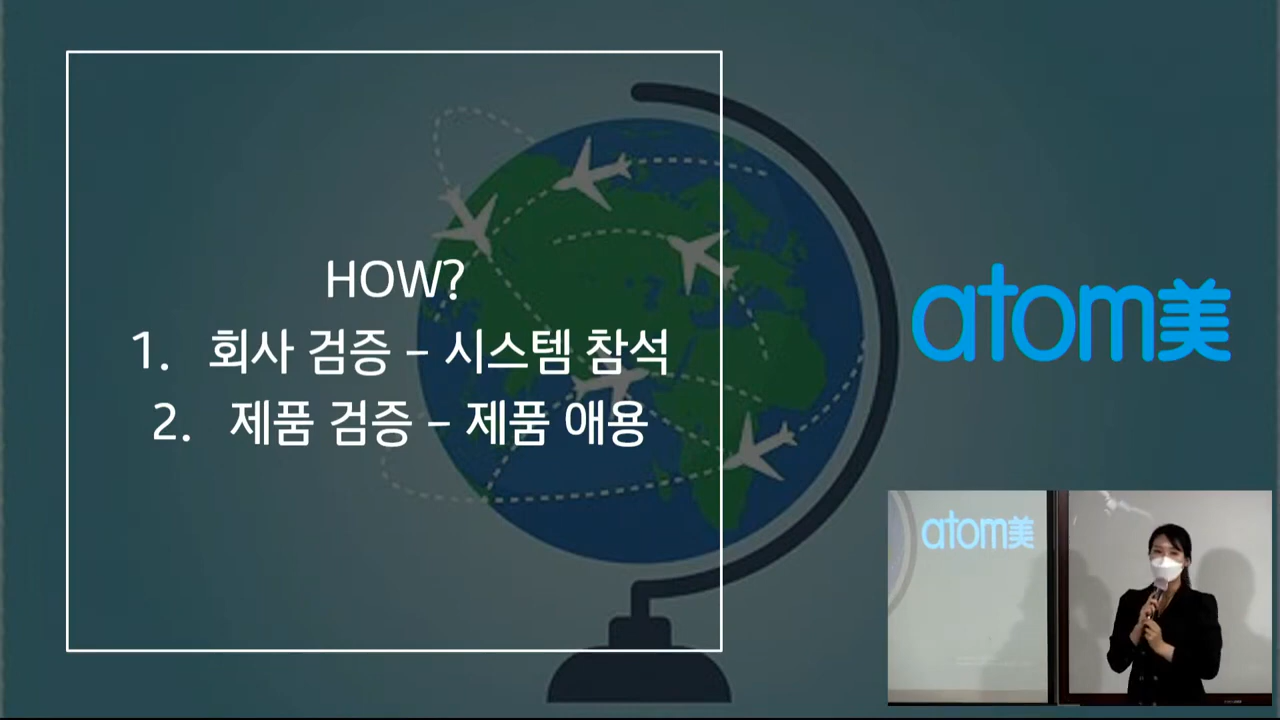 HOW?
1. 회사 검증 – 시스템 참석
2. 제품 검증 – 제품 애용
atom美
atom美